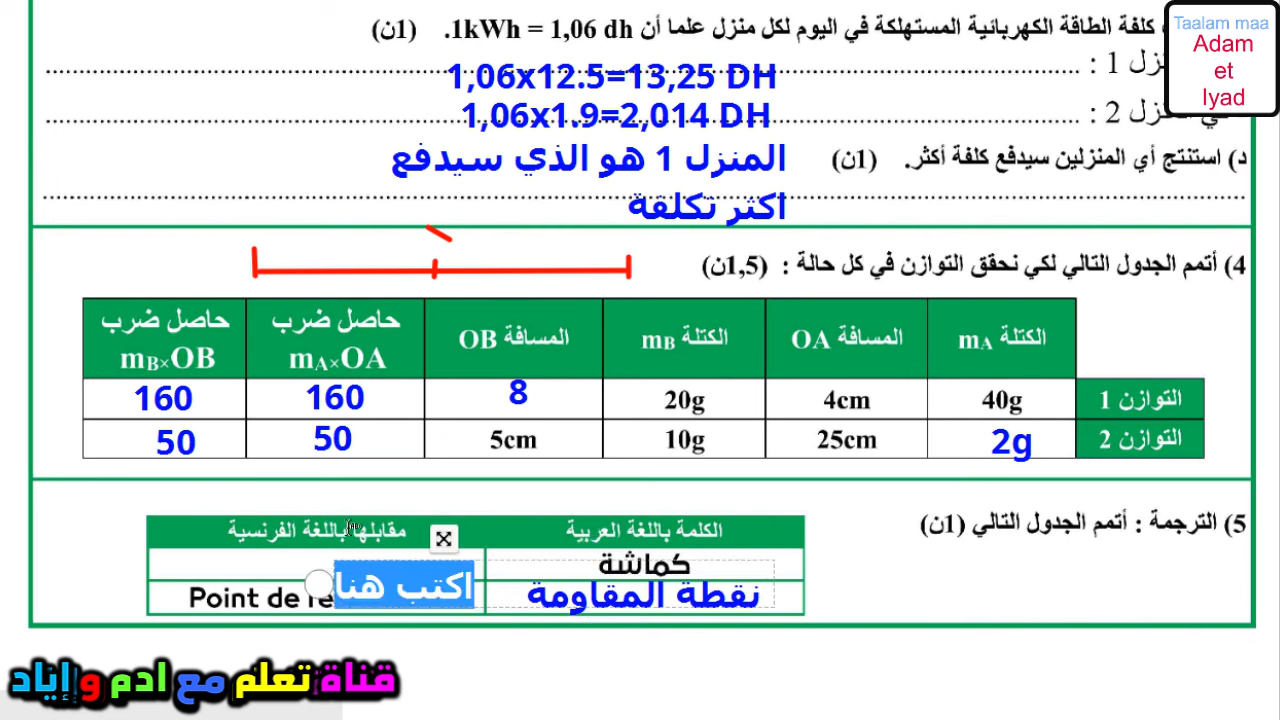 كلفة الطاقة الكهربائية المستهلكة في اليوم لكل منزل علما أن 1kWh = 1,06 dh. (1ن)
Taalam maa
Adam
et
Iyad
1 :
1,06x12.5=13,25 DH
2 :
1,06x1.9=2,014 DH
د) استنتج أي المنزلين سيدفع كلفة أكثر. (1ن)
المنزل 1 هو الذي سيدفع
اكثر تكلفة
4) أتمم الجدول التالي لكي نحقق التوازن في كل حالة : (1,5ن)
الكتلة mA المسافة OA الكتلة mB المسافة OB حاصل ضرب mA×OA حاصل ضرب mB×OB
التوازن 1 40g 4cm 20g 8 160 160
التوازن 2 2g 25cm 10g 5cm 50 50
5) الترجمة : أتمم الجدول التالي (1ن)
الكلمة باللغة العربية مقابلها باللغة الفرنسية
كماشة
نقطة المقاومة Point de
اكتب هنا
قناة تعلم مع ادم وإياد